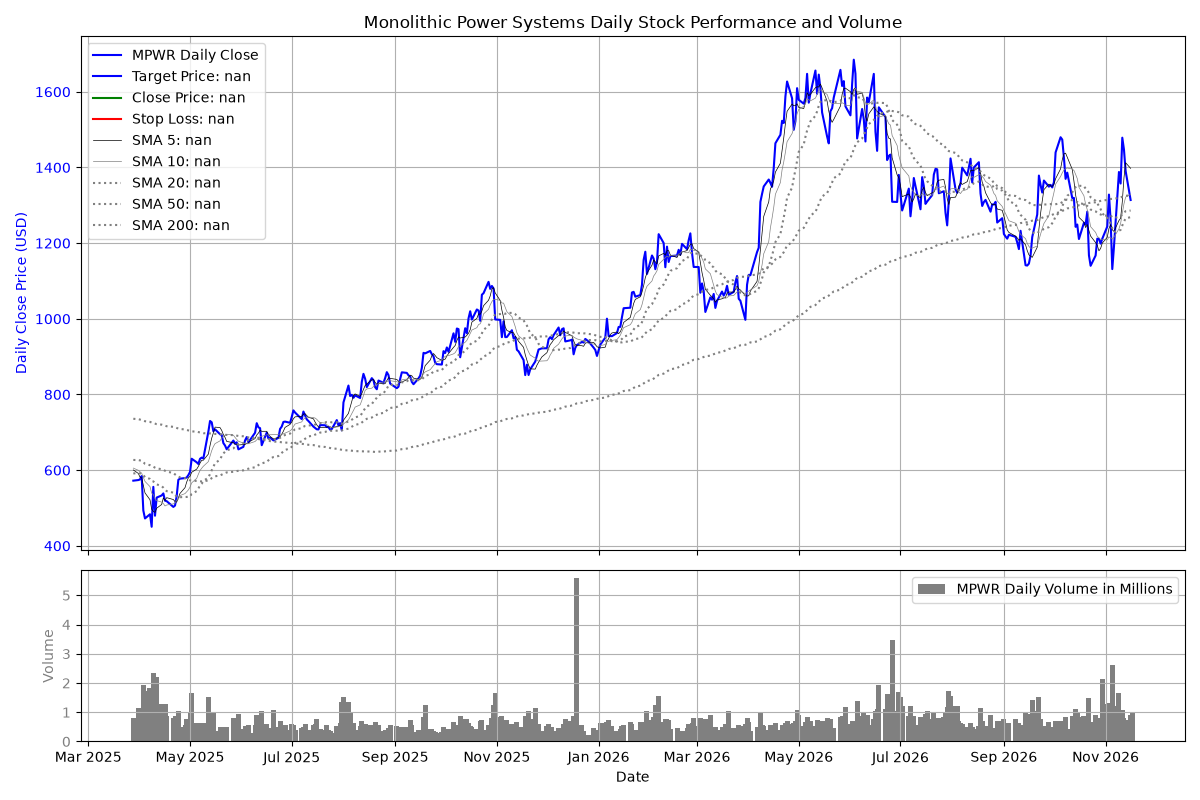 Monolithic Power Systems Daily Stock Performance and Volume
MPWR Daily Close
Target Price: nan
Close Price: nan
Stop Loss: nan
SMA 5: nan
SMA 10: nan
SMA 20: nan
SMA 50: nan
SMA 200: nan
Daily Close Price (USD)
1600
1400
1200
1000
800
600
400
MPWR Daily Volume in Millions
Volume
5
4
3
2
1
0
Mar 2025 May 2025 Jul 2025 Sep 2025 Nov 2025 Jan 2026 Mar 2026 May 2026 Jul 2026 Sep 2026 Nov 2026
Date